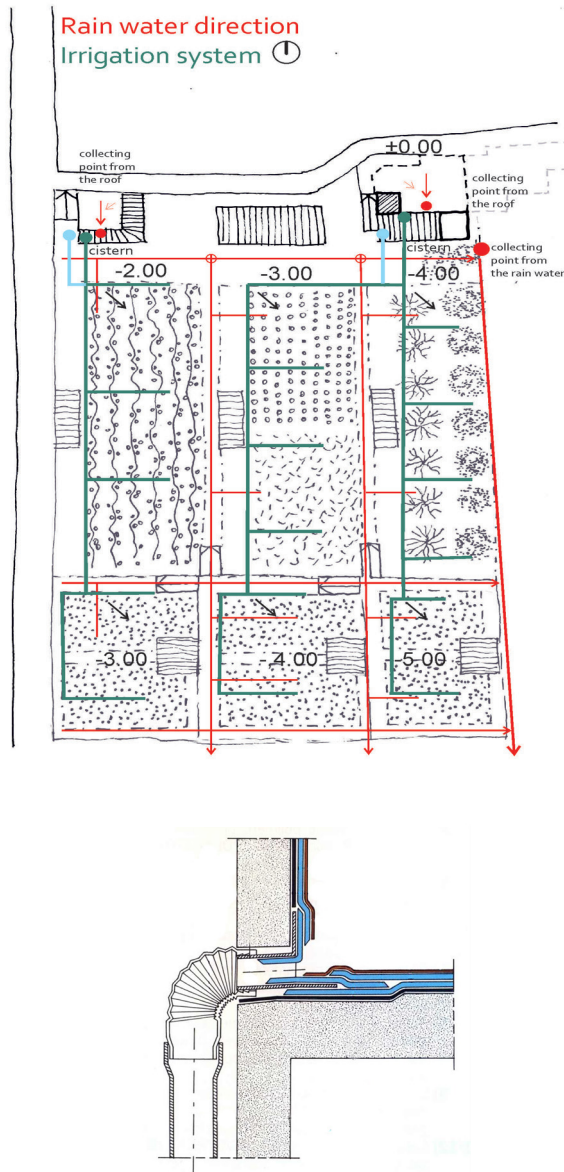 Rain water direction
Irrigation system
±0.00
collecting
point from
the roof
collecting
point from
the roof
cistern
cistern
collecting
point from
the rain water
-2.00
-3.00
-4.00
-3.00
-4.00
-5.00